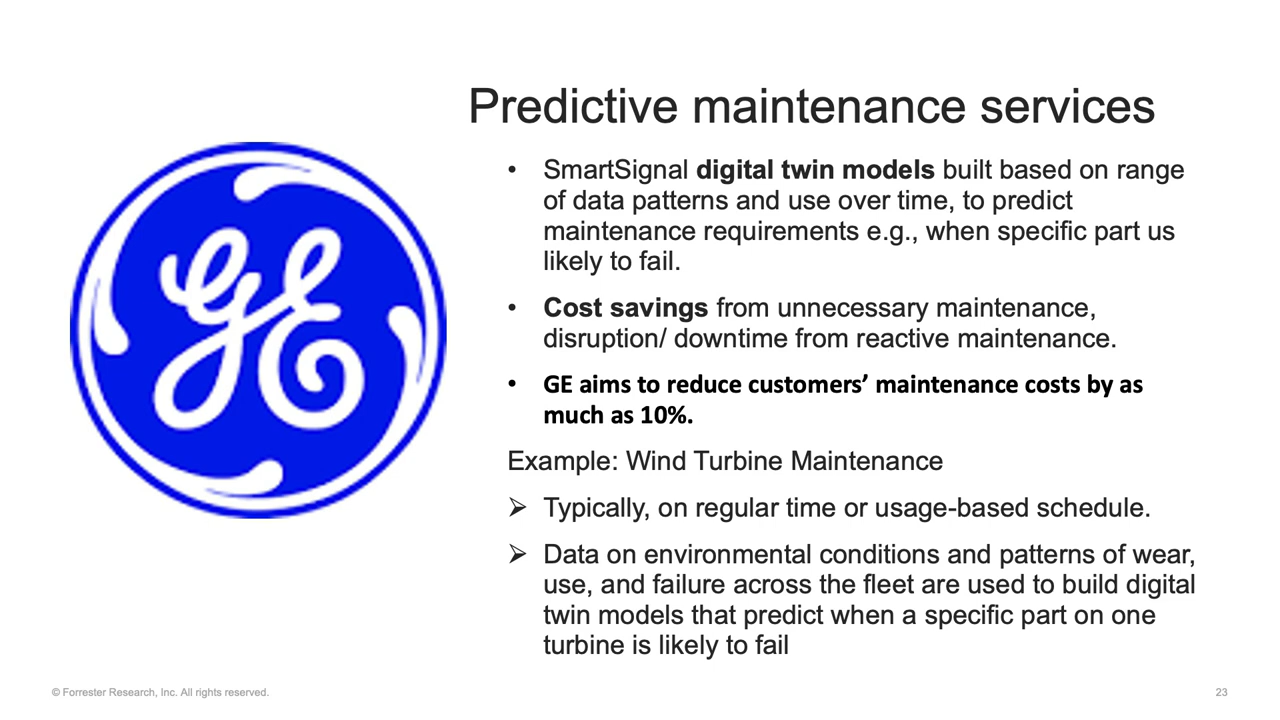 Predictive maintenance services
• SmartSignal digital twin models built based on range
of data patterns and use over time, to predict
maintenance requirements e.g., when specific part us
likely to fail.
• Cost savings from unnecessary maintenance,
disruption/ downtime from reactive maintenance.
• GE aims to reduce customers’ maintenance costs by as
much as 10%.
Example: Wind Turbine Maintenance
➢ Typically, on regular time or usage-based schedule.
➢ Data on environmental conditions and patterns of wear,
use, and failure across the fleet are used to build digital
twin models that predict when a specific part on one
turbine is likely to fail
GE
© Forrester Research, Inc. All rights reserved.
23